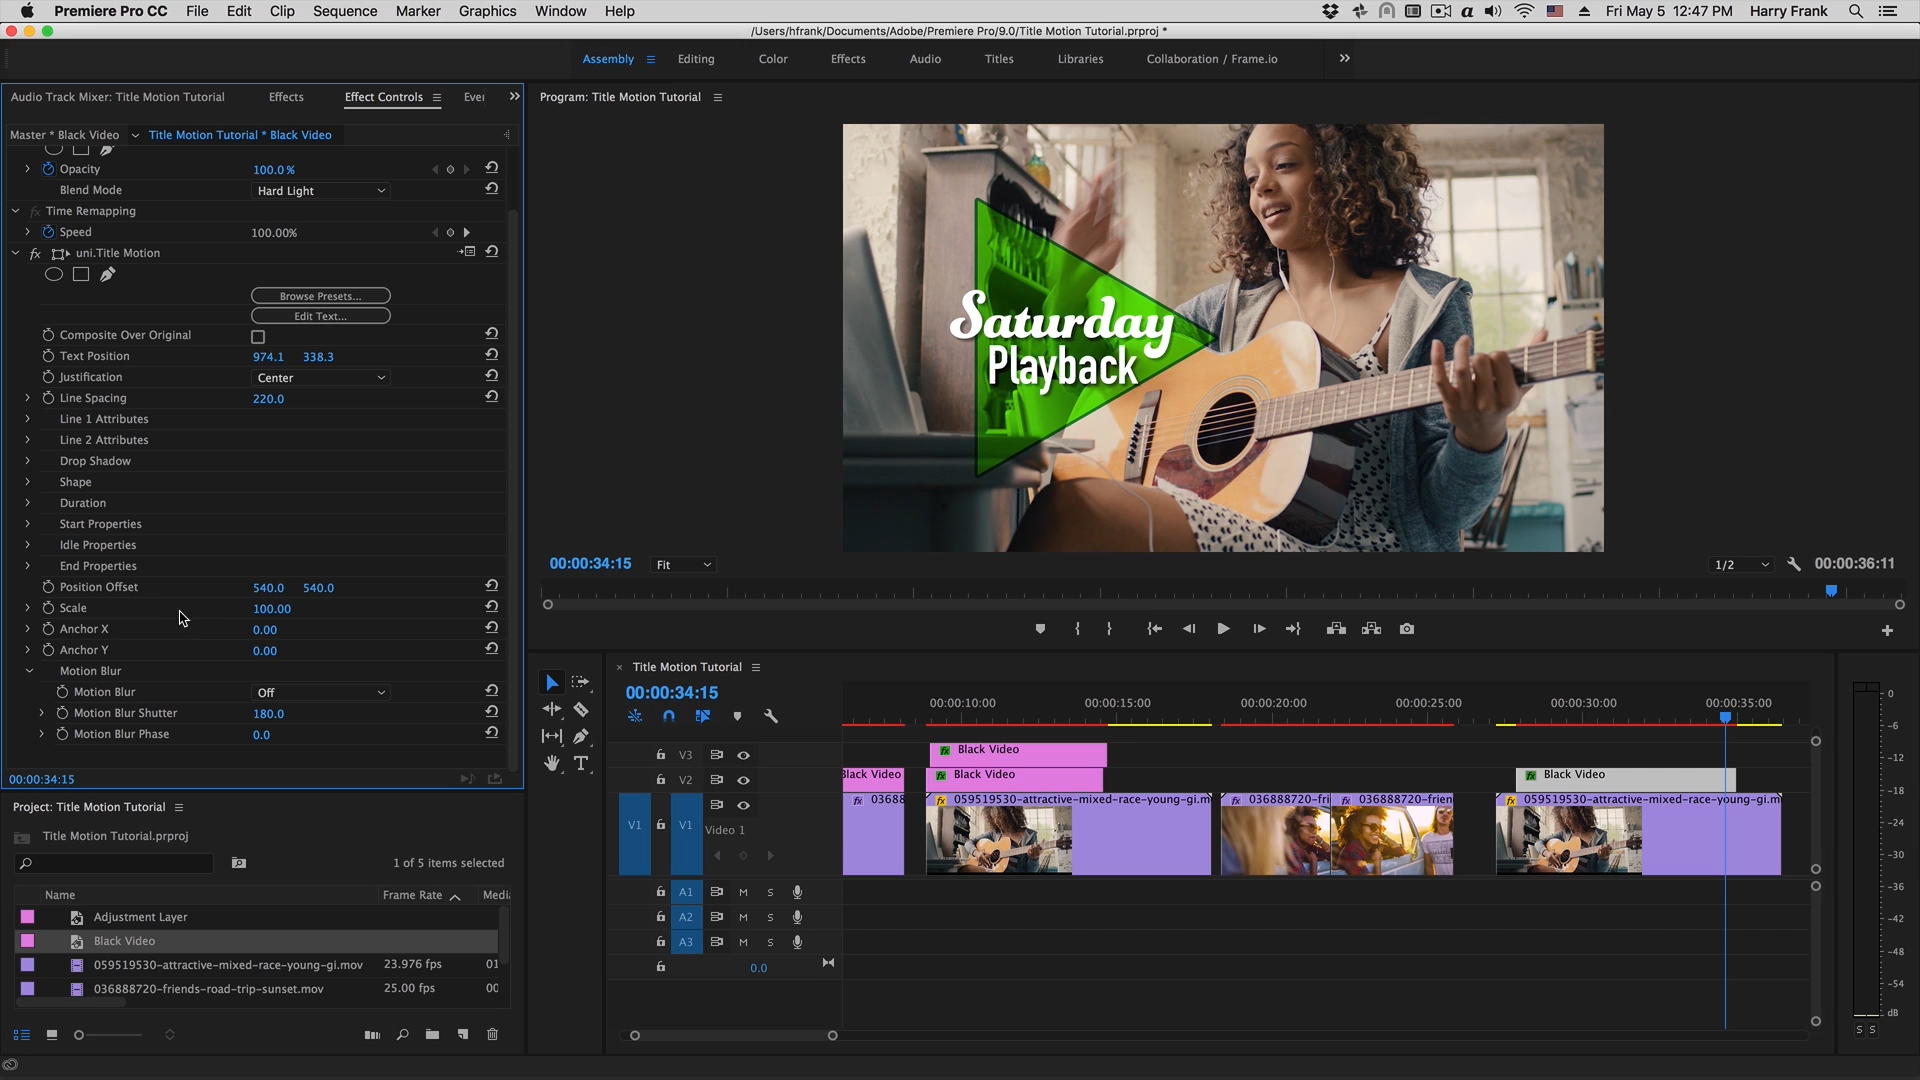 Premiere Pro CC File Edit Clip Sequence Marker Graphics Window Help
Fri May 5 12:47 PM Harry Frank
/Users/hfrank/Documents/Adobe/Premiere Pro/9.0/Title Motion Tutorial.prproj *
Assembly Editing Color Effects Audio Titles Libraries Collaboration / Frame.io
Audio Track Mixer: Title Motion Tutorial Effects Effect Controls
Program: Title Motion Tutorial
Master * Black Video Title Motion Tutorial * Black Video
Opacity 100.0 %
Blend Mode Hard Light
fx Time Remapping
Speed 100.00%
fx uni.Title Motion
Browse Presets...
Edit Text...
Composite Over Original
Text Position 974.1 338.3
Justification Center
Line Spacing 220.0
Line 1 Attributes
Line 2 Attributes
Drop Shadow
Shape
Duration
Start Properties
Idle Properties
End Properties
Position Offset 540.0 540.0
Scale 100.00
Anchor X 0.00
Anchor Y 0.00
Motion Blur
Motion Blur Off
Motion Blur Shutter 180.0
Motion Blur Phase 0.0
00:00:34:15
Saturday
Playback
00:00:34:15 Fit 1/2 00:00:36:11
Project: Title Motion Tutorial
Title Motion Tutorial.prproj
1 of 5 items selected
Name Frame Rate Media
Adjustment Layer
Black Video
059519530-attractive-mixed-race-young-gi.mov 23.976 fps 01
036888720-friends-road-trip-sunset.mov 25.00 fps 00
Title Motion Tutorial
00:00:34:15
00:00:10:00 00:00:15:00 00:00:20:00 00:00:25:00 00:00:30:00 00:00:35:00
V3 fx Black Video
V2 Black Video fx Black Video fx Black Video
V1 V1 Video 1
fx 03688 fx 059519530-attractive-mixed-race-young-gi.m fx 036888720-fri fx 036888720-frien fx 059519530-attractive-mixed-race-young-gi.m
A1 M S
A2 M S
A3 M S
0.0
0
-6
-12
-18
-24
-30
-36
-42
-48
-54
dB
S S